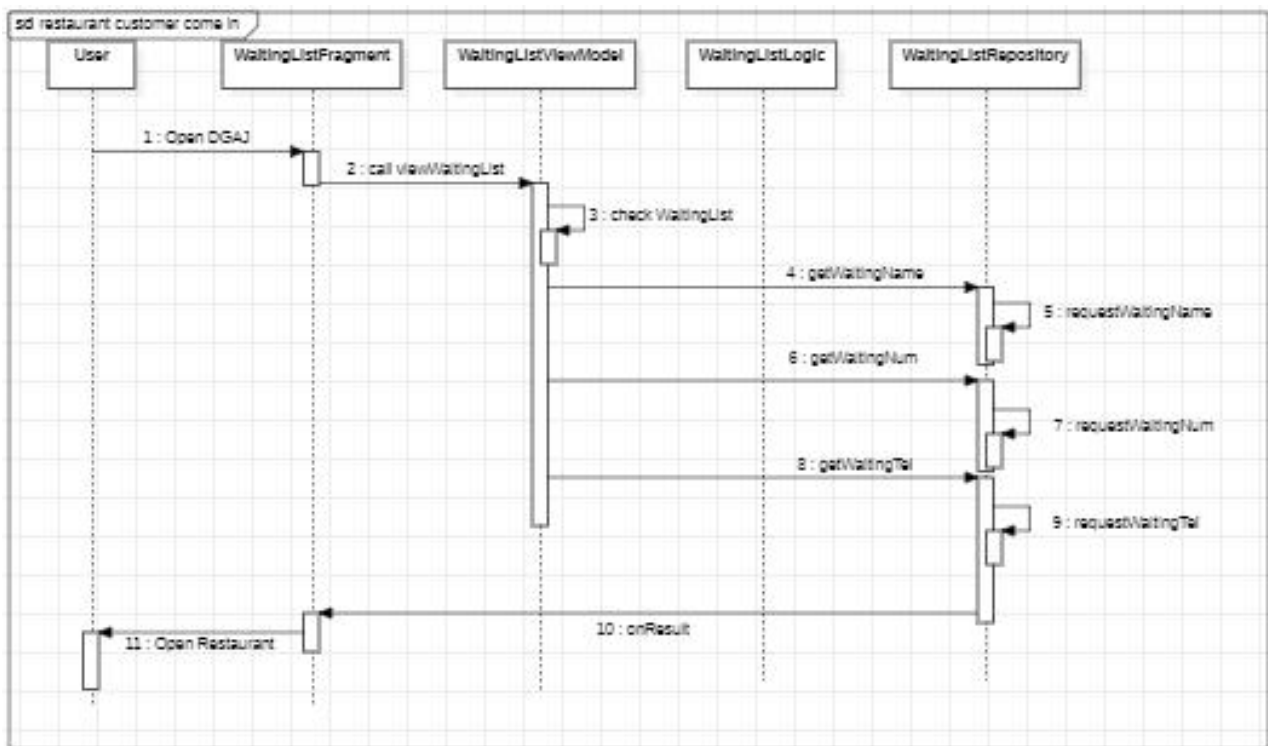 sd restaurant customer come in
User
WaitingListFragment
WaitingListViewModel
WaitingListLogic
WaitingListRepository
1 : Open DGAJ
2 : call viewWaitingList
3 : check WaitingList
4 : getWaitingName
5 : requestWaitingName
6 : getWaitingNum
7 : requestWaitingNum
8 : getWaitingTel
9 : requestWaitingTel
10 : onResult
11 : Open Restaurant